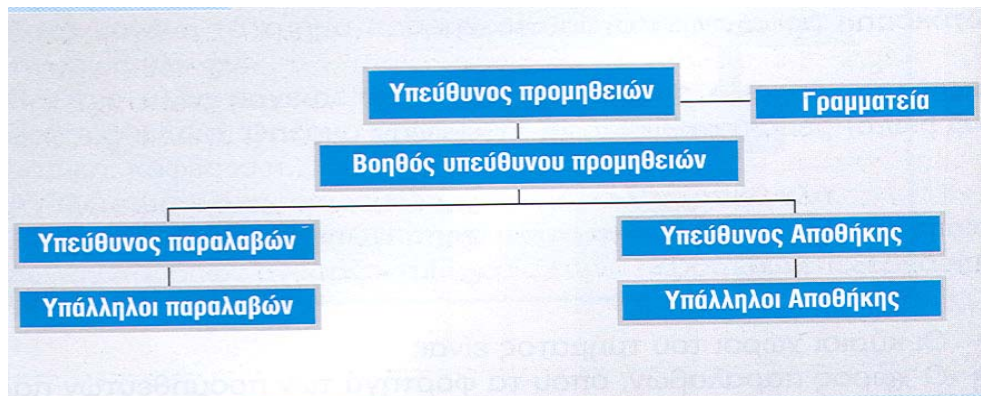 Υπεύθυνος προμηθειών
Γραμματεία
Βοηθός υπεύθυνου προμηθειών
Υπεύθυνος παραλαβών
Υπεύθυνος Αποθήκης
Υπάλληλοι παραλαβών
Υπάλληλοι Αποθήκης